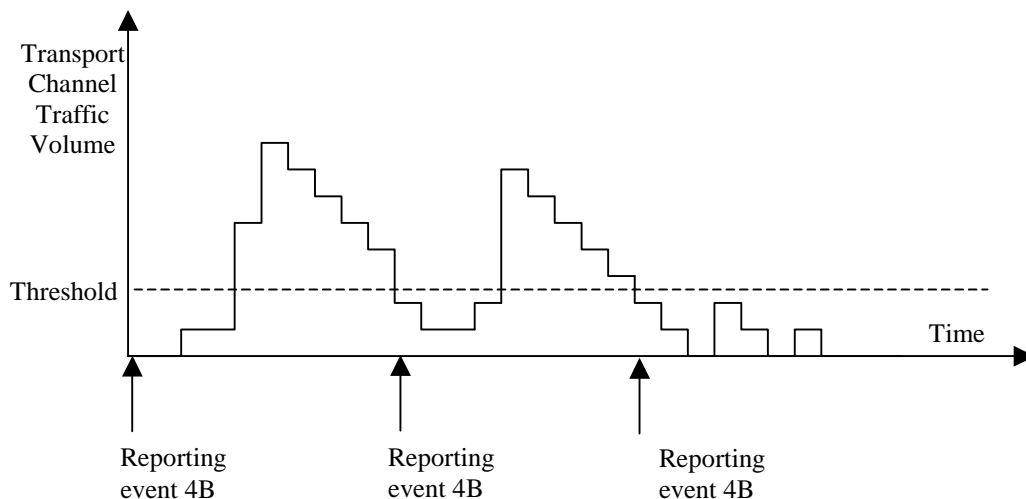 Transport
Channel
Traffic
Volume
Threshold
Time
Reporting
event 4B
Reporting
event 4B
Reporting
event 4B